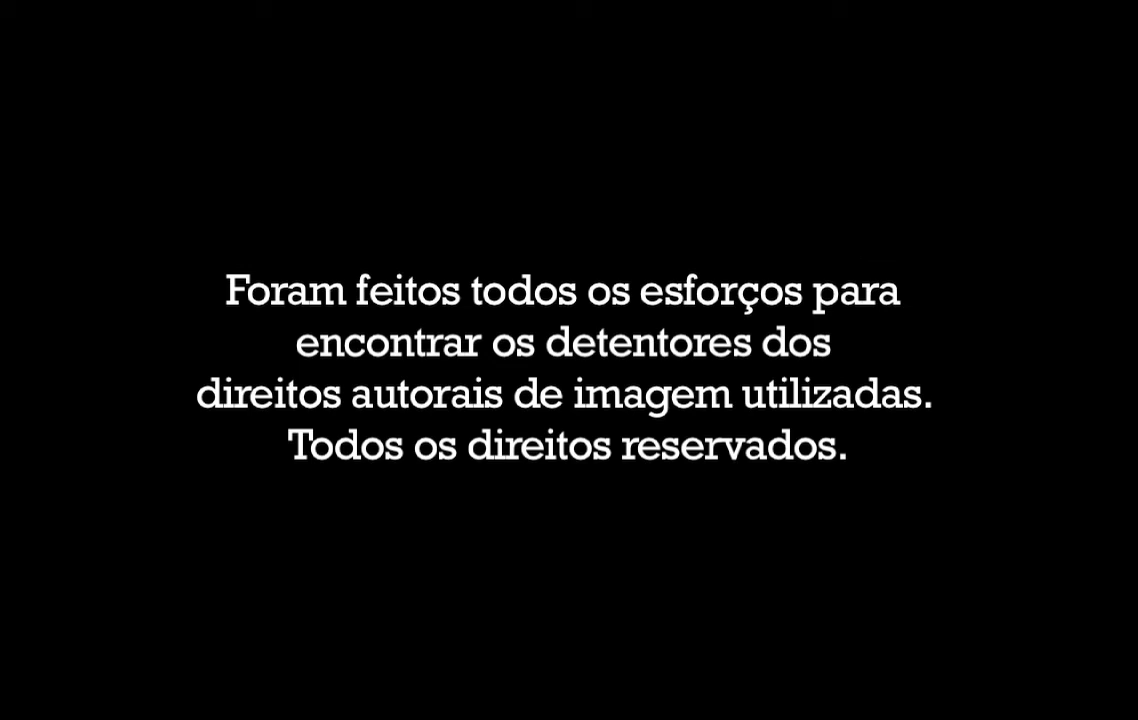 Foram feitos todos os esforços para
encontrar os detentores dos
direitos autorais de imagem utilizadas.
Todos os direitos reservados.